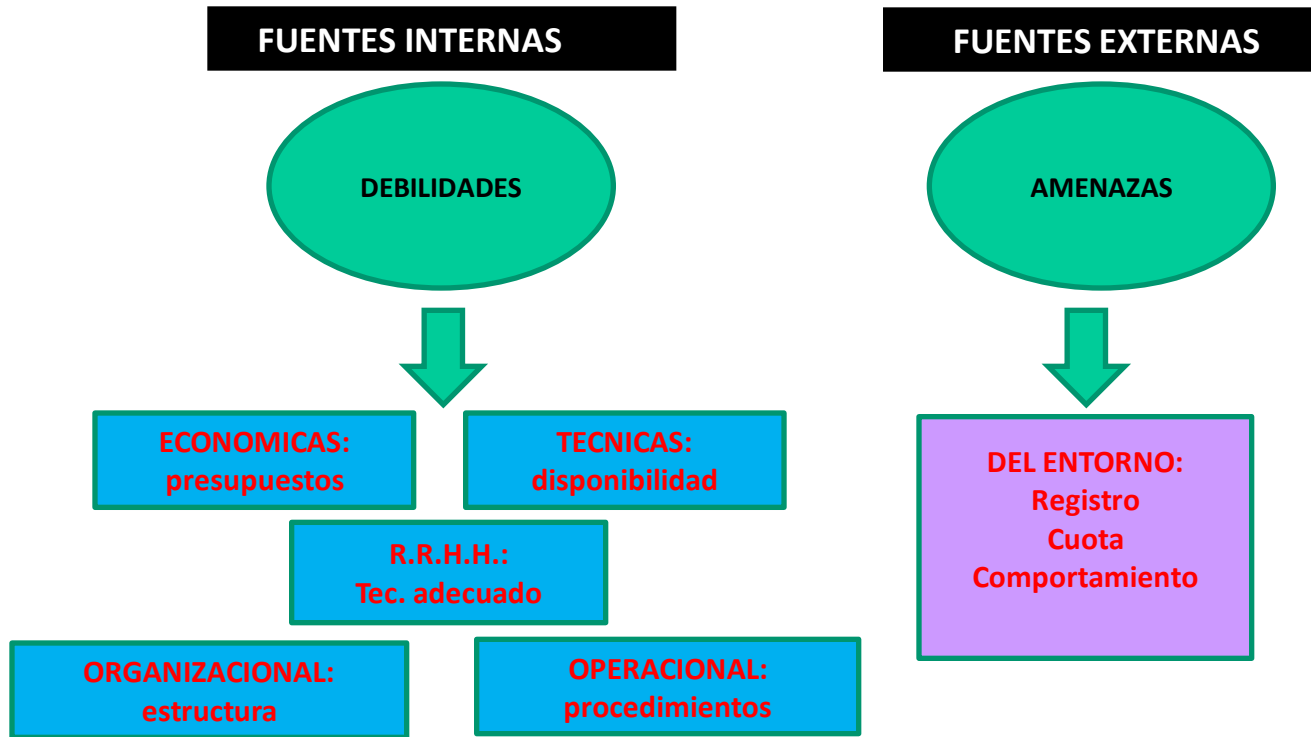 FUENTES INTERNAS
FUENTES EXTERNAS
DEBILIDADES
AMENAZAS
ECONOMICAS:
presupuestos
TECNICAS:
disponibilidad
R.R.H.H.:
Tec. adecuado
ORGANIZACIONAL:
estructura
OPERACIONAL:
procedimientos
DEL ENTORNO:
Registro
Cuota
Comportamiento